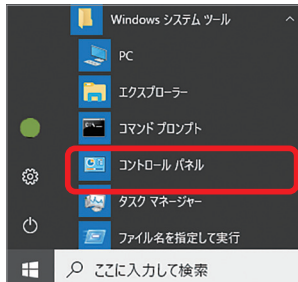 Windows システム ツール
PC
エクスプローラー
コマンド プロンプト
コントロール パネル
タスク マネージャー
ファイル名を指定して実行
ここに入力して検索